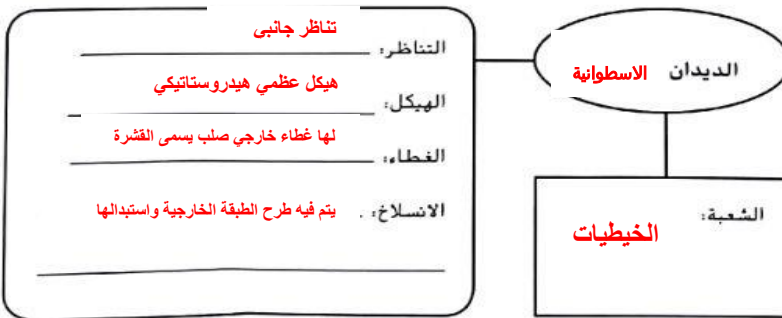 الديدان الاسطوانية
التناظر: تناظر جانبي
الهيكل: هيكل عظمي هيدروستاتيكي
الغطاء: لها غطاء خارجي صلب يسمى القشرة
الانسلاخ: يتم فيه طرح الطبقة الخارجية واستبدالها
الشعبة:
الخيطيات